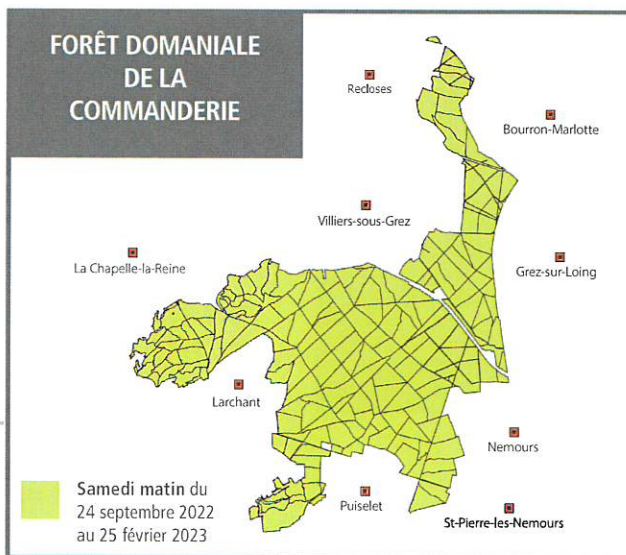 FORÊT DOMANIALE
DE LA
COMMANDERIE
Recloses
Bourron-Marlotte
Villiers-sous-Grez
La Chapelle-la-Reine
Grez-sur-Loing
Larchant
Nemours
Puiselet
St-Pierre-les-Nemours
Samedi matin du
24 septembre 2022
au 25 février 2023